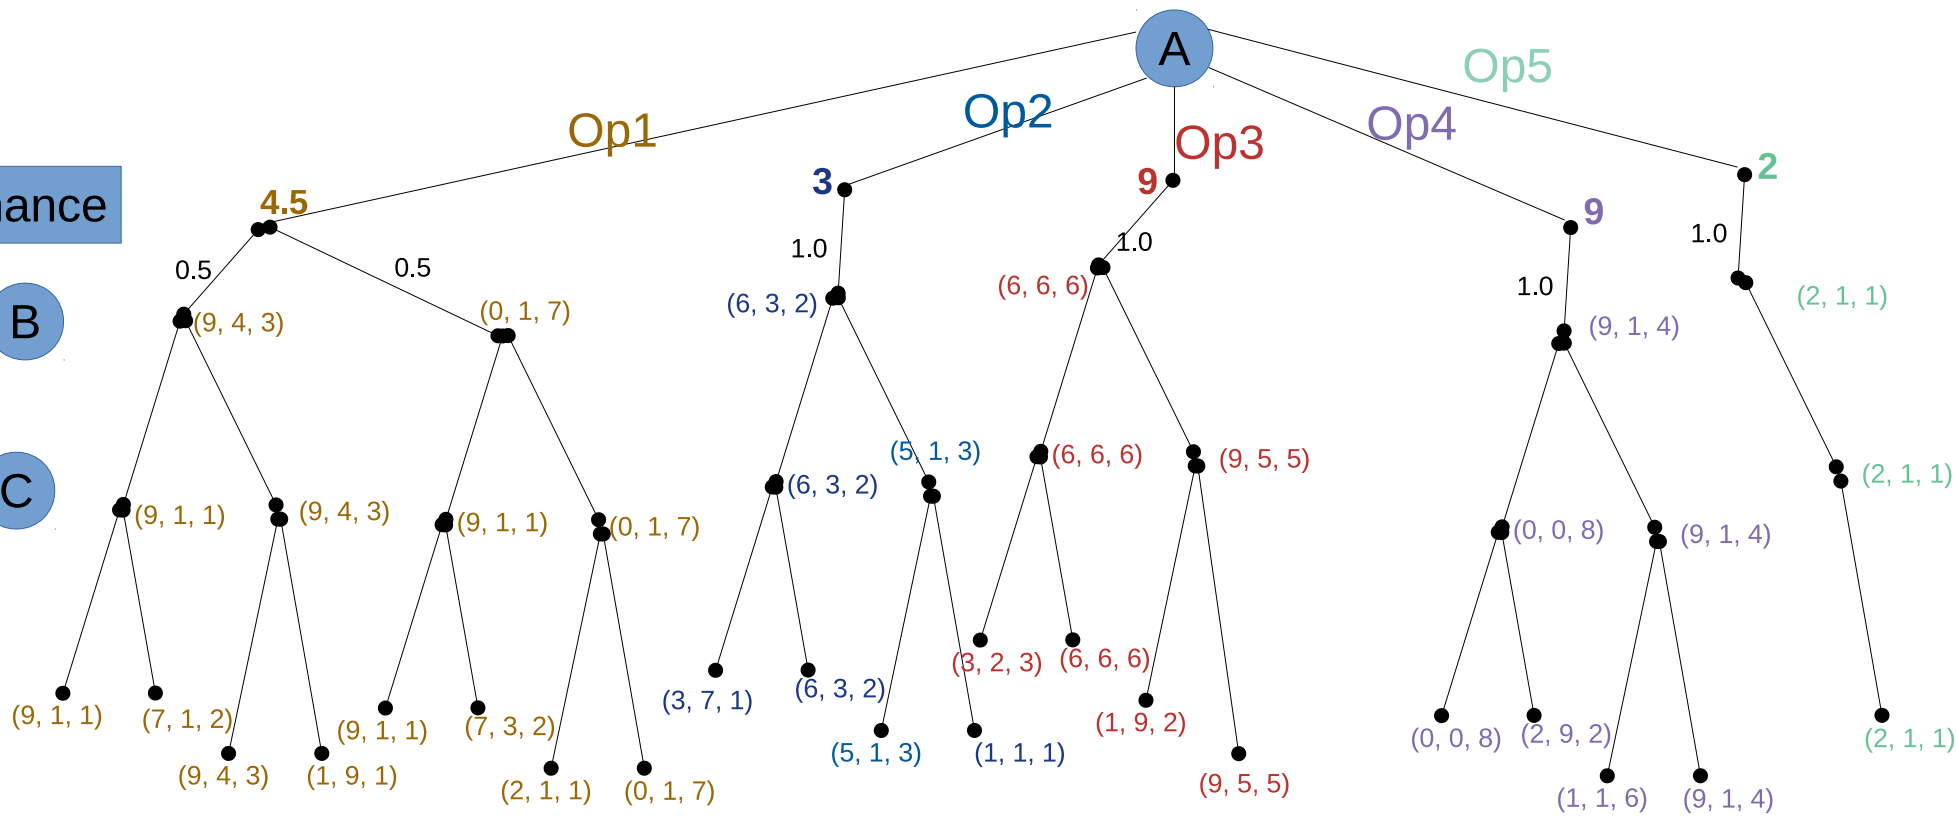 A
Op5
Op2
Op4
Op1
Op3
3
9
2
4.5
9
ance
1.0
1.0
1.0
0.5
0.5
(6, 6, 6)
1.0
(2, 1, 1)
(6, 3, 2)
(0, 1, 7)
B
(9, 4, 3)
(9, 1, 4)
(5, 1, 3)
(6, 6, 6)
(9, 5, 5)
(2, 1, 1)
C
(6, 3, 2)
(9, 1, 1)
(9, 4, 3)
(9, 1, 1)
(0, 1, 7)
(0, 0, 8)
(9, 1, 4)
(3, 2, 3)
(6, 6, 6)
(3, 7, 1)
(6, 3, 2)
(9, 1, 1)
(7, 1, 2)
(9, 1, 1)
(7, 3, 2)
(1, 9, 2)
(0, 0, 8)
(2, 9, 2)
(2, 1, 1)
(5, 1, 3)
(1, 1, 1)
(9, 4, 3)
(1, 9, 1)
(2, 1, 1)
(0, 1, 7)
(9, 5, 5)
(1, 1, 6)
(9, 1, 4)